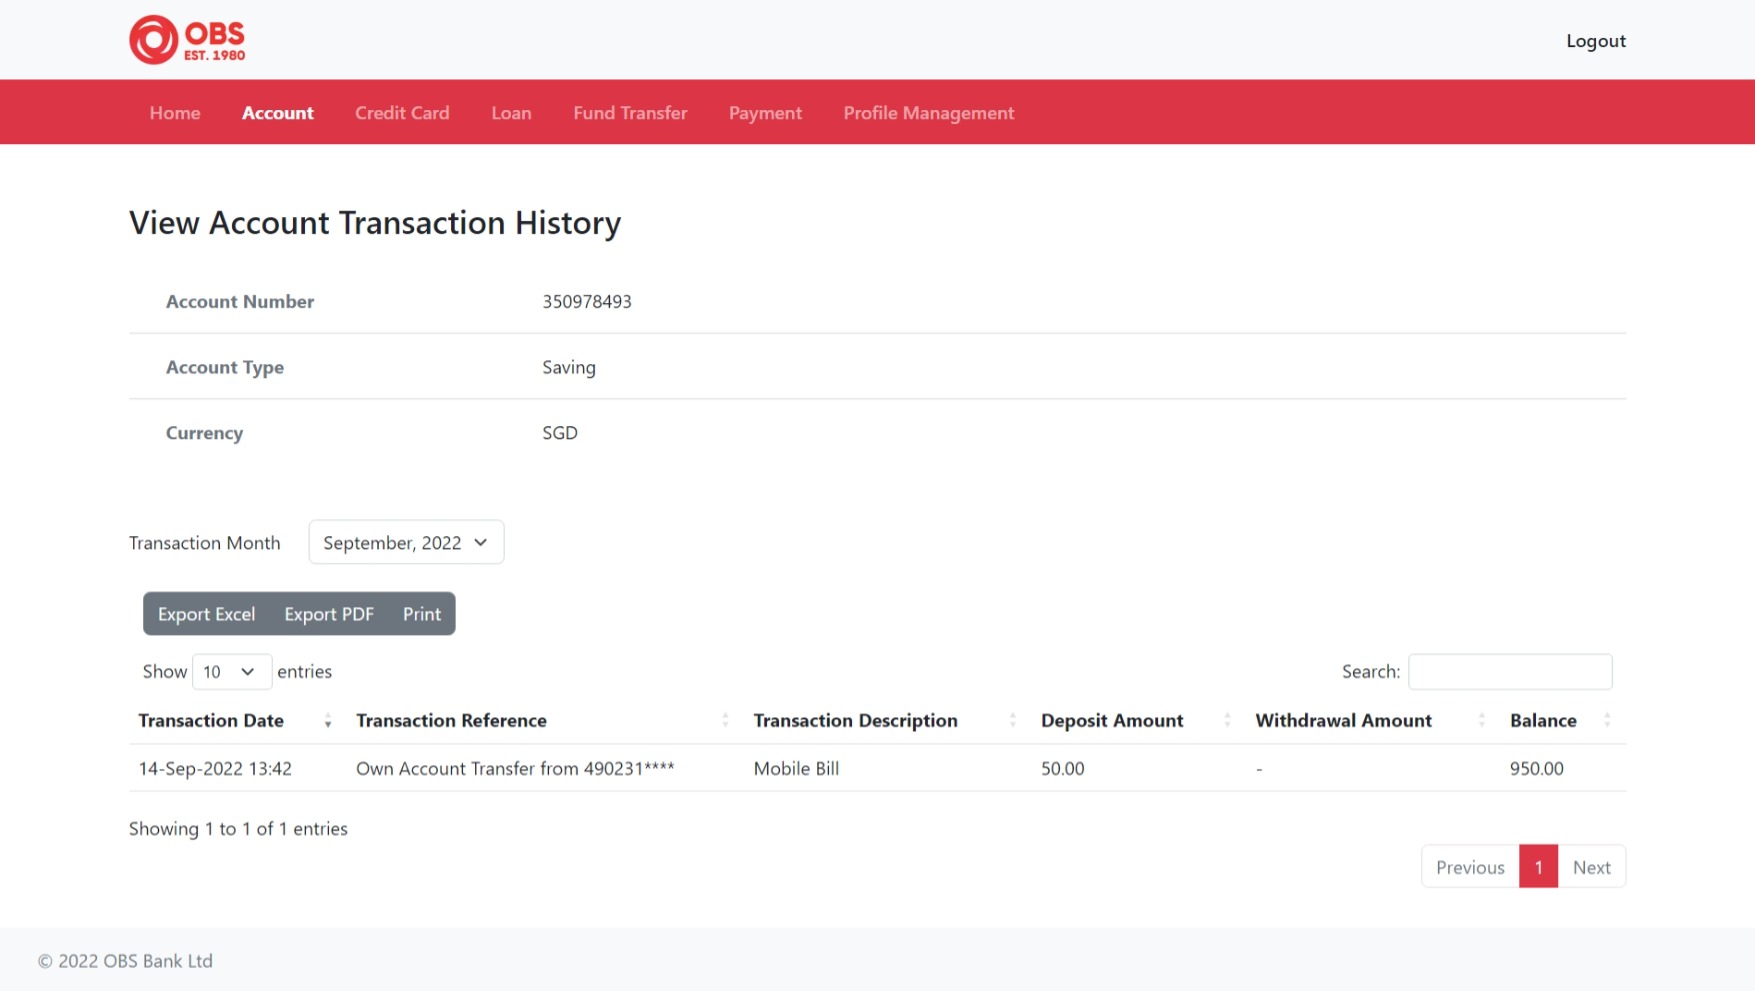 OBS
EST. 1980
Logout
Home Account Credit Card Loan Fund Transfer Payment Profile Management
View Account Transaction History
Account Number 350978493
Account Type Saving
Currency SGD
Transaction Month September, 2022
Export Excel Export PDF Print
Show 10 entries Search:
Transaction Date Transaction Reference Transaction Description Deposit Amount Withdrawal Amount Balance
14-Sep-2022 13:42 Own Account Transfer from 490231**** Mobile Bill 50.00 - 950.00
Showing 1 to 1 of 1 entries
Previous 1 Next
© 2022 OBS Bank Ltd